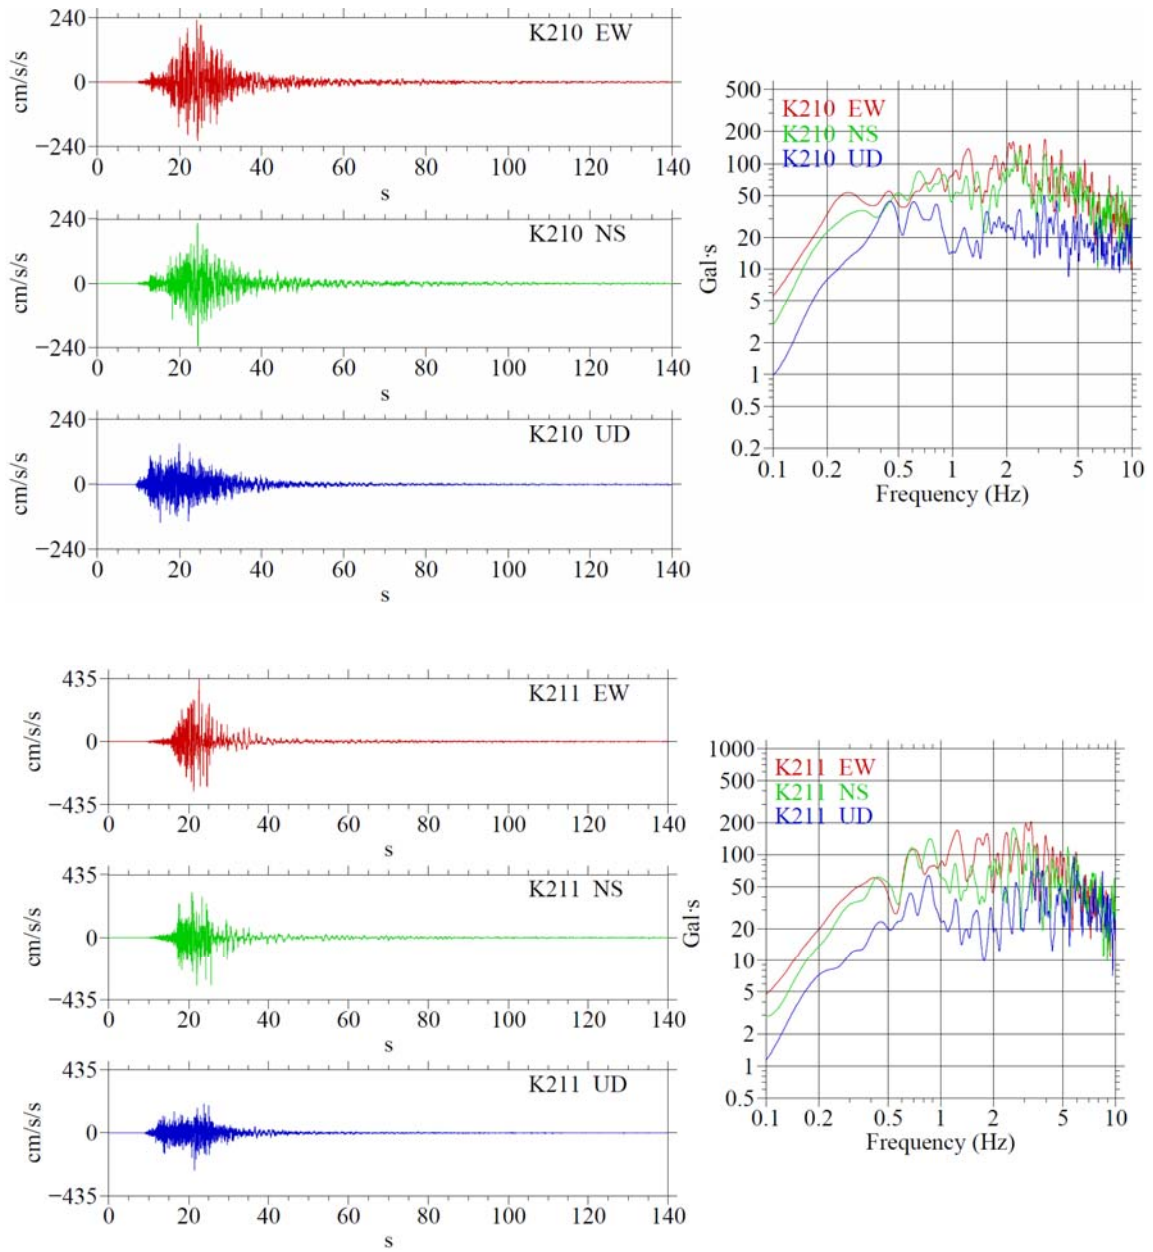 240
K210 EW
cm/s/s
0
−240
0 20 40 60 80 100 120 140
s
240
K210 NS
cm/s/s
0
−240
0 20 40 60 80 100 120 140
s
240
K210 UD
cm/s/s
0
−240
0 20 40 60 80 100 120 140
s
500
K210 EW
200
K210 NS
K210 UD
100
50
20
Gal·s
10
5
2
1
0.5
0.2
0.1 0.2 0.5 1 2 5 10
Frequency (Hz)
435
K211 EW
cm/s/s
0
−435
0 20 40 60 80 100 120 140
s
435
K211 NS
cm/s/s
0
−435
0 20 40 60 80 100 120 140
s
435
K211 UD
cm/s/s
0
−435
0 20 40 60 80 100 120 140
s
1000
K211 EW
500
K211 NS
K211 UD
200
100
50
Gal·s
20
10
5
2
1
0.5
0.1 0.2 0.5 1 2 5 10
Frequency (Hz)